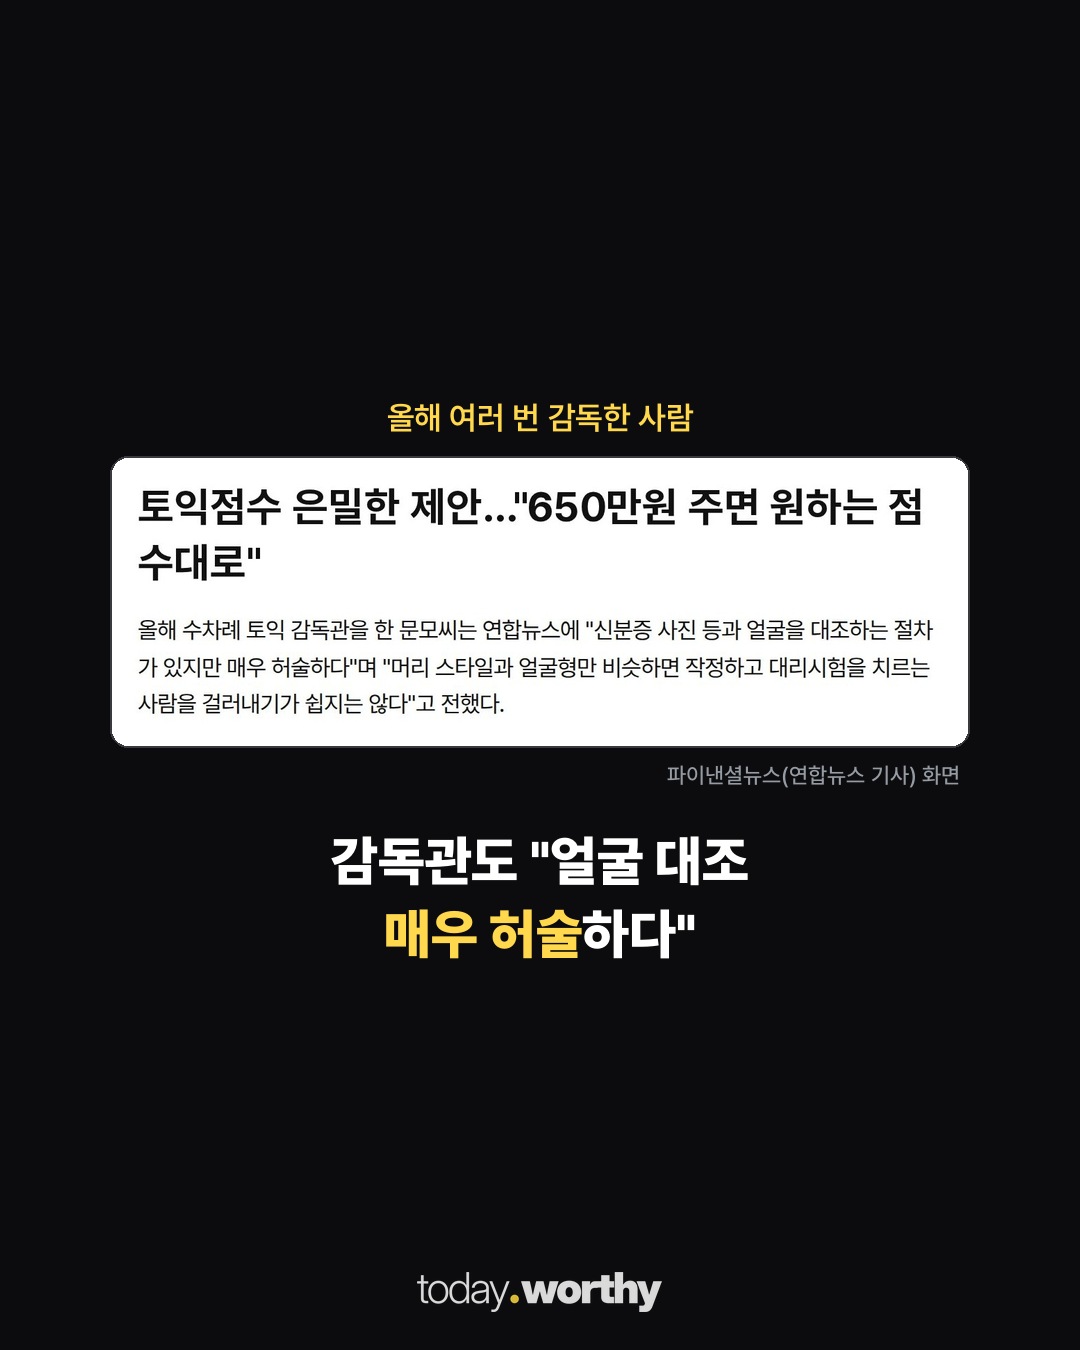 올해 여러 번 감독한 사람
토익점수 은밀한 제안..."650만원 주면 원하는 점
수대로"
올해 수차례 토익 감독관을 한 문모씨는 연합뉴스에 "신분증 사진 등과 얼굴을 대조하는 절차
가 있지만 매우 허술하다"며 "머리 스타일과 얼굴형만 비슷하면 작정하고 대리시험을 치르는
사람을 걸러내기가 쉽지는 않다"고 전했다.
파이낸셜뉴스(연합뉴스 기사) 화면
감독관도 "얼굴 대조
매우 허술하다"
today.worthy